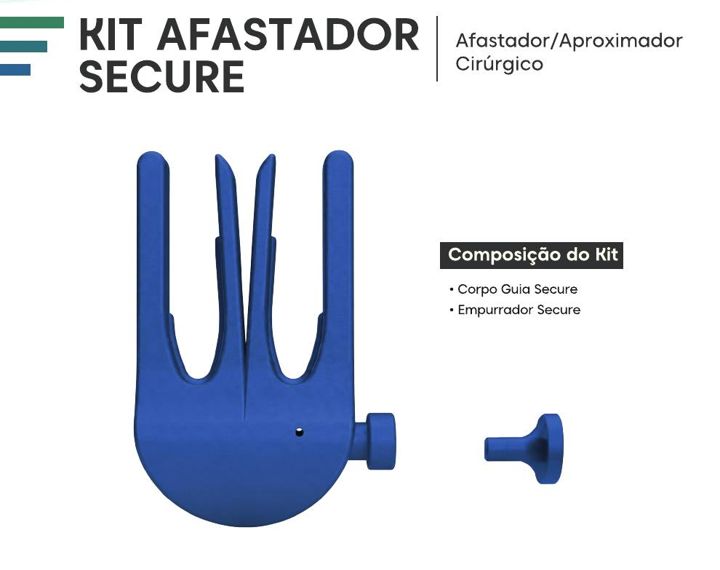 KIT AFASTADOR
SECURE
Afastador/Aproximador
Cirúrgico
Composição do Kit
• Corpo Guia Secure
• Empurrador Secure